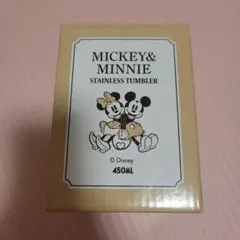 MICKEY&
MINNIE
STAINLESS TUMBLER
© Disney
450ML